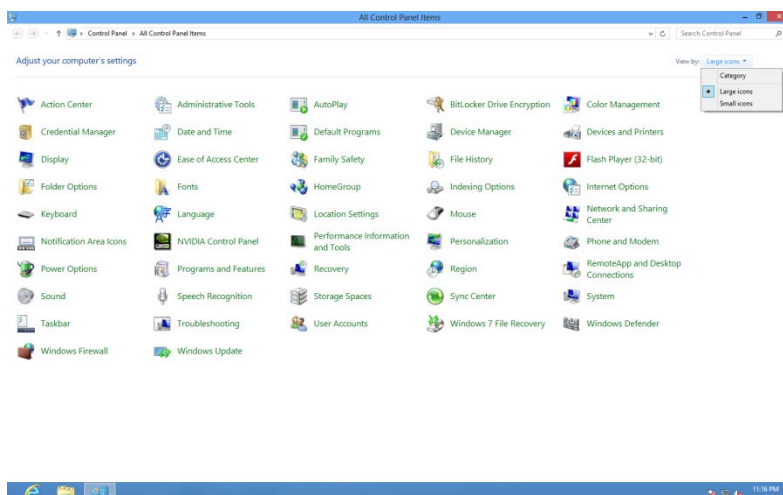 All Control Panel Items
Control Panel All Control Panel Items
Search Control Panel
Adjust your computer's settings
View by: Large icons
Category
Large icons
Small icons
Action Center Administrative Tools AutoPlay BitLocker Drive Encryption Color Management
Credential Manager Date and Time Default Programs Device Manager Devices and Printers
Display Ease of Access Center Family Safety File History Flash Player (32-bit)
Folder Options Fonts HomeGroup Indexing Options Internet Options
Keyboard Language Location Settings Mouse Network and Sharing
Center
Notification Area Icons NVIDIA Control Panel Performance Information
and Tools
Personalization Phone and Modem
Power Options Programs and Features Recovery Region RemoteApp and Desktop
Connections
Sound Speech Recognition Storage Spaces Sync Center System
Taskbar Troubleshooting User Accounts Windows 7 File Recovery Windows Defender
Windows Firewall Windows Update
11:16 PM